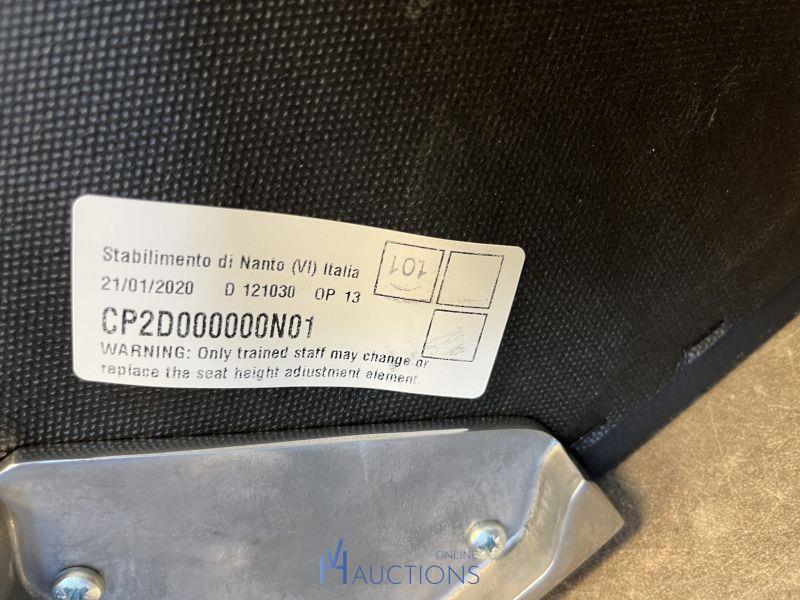 Stabilimento di Nanto (VI) Italia
21/01/2020 D 121030 OP 13
101
CP2D000000N01
WARNING: Only trained staff may change or
replace the seat height adjustment element.
ONLINE
V4 AUCTIONS